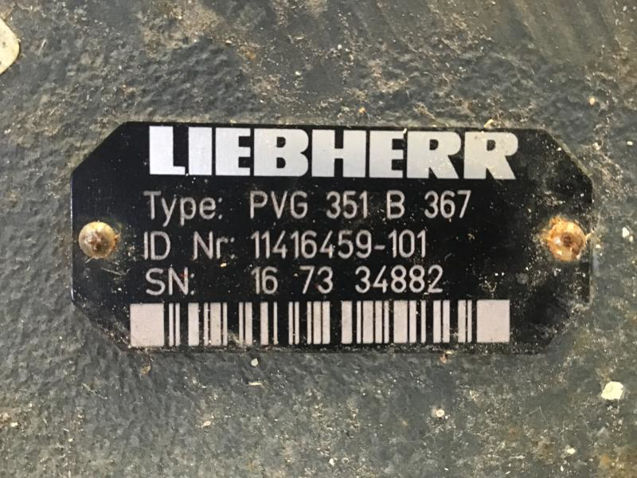 LIEBHERR
Type: PVG 351 B 367
ID Nr: 11416459-101
SN: 16 73 34882